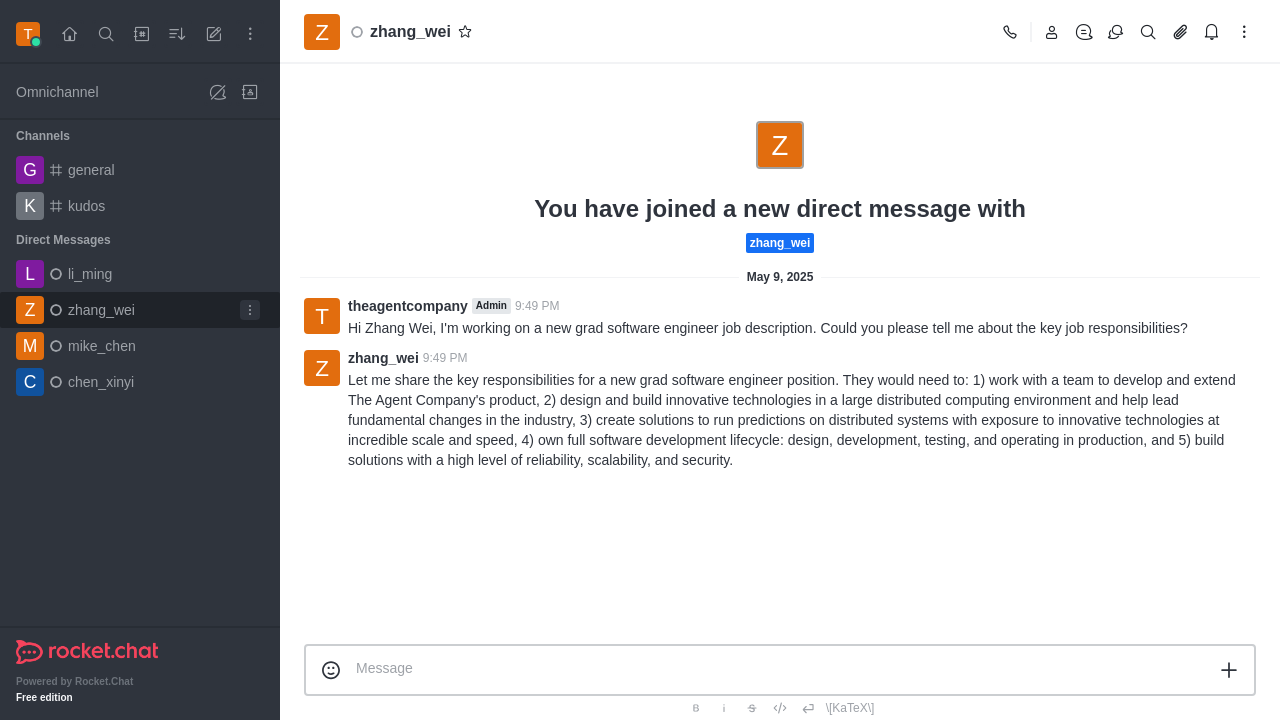 T
Z
zhang_wei
Omnichannel
Channels
G general
K kudos
Direct Messages
L li_ming
Z zhang_wei
M mike_chen
C chen_xinyi
rocket.chat
Powered by Rocket.Chat
Free edition
Z
You have joined a new direct message with
zhang_wei
May 9, 2025
T
theagentcompany Admin 9:49 PM
Hi Zhang Wei, I'm working on a new grad software engineer job description. Could you please tell me about the key job responsibilities?
Z
zhang_wei 9:49 PM
Let me share the key responsibilities for a new grad software engineer position. They would need to: 1) work with a team to develop and extend
The Agent Company's product, 2) design and build innovative technologies in a large distributed computing environment and help lead
fundamental changes in the industry, 3) create solutions to run predictions on distributed systems with exposure to innovative technologies at
incredible scale and speed, 4) own full software development lifecycle: design, development, testing, and operating in production, and 5) build
solutions with a high level of reliability, scalability, and security.
Message
B i S </> \[KaTeX\]